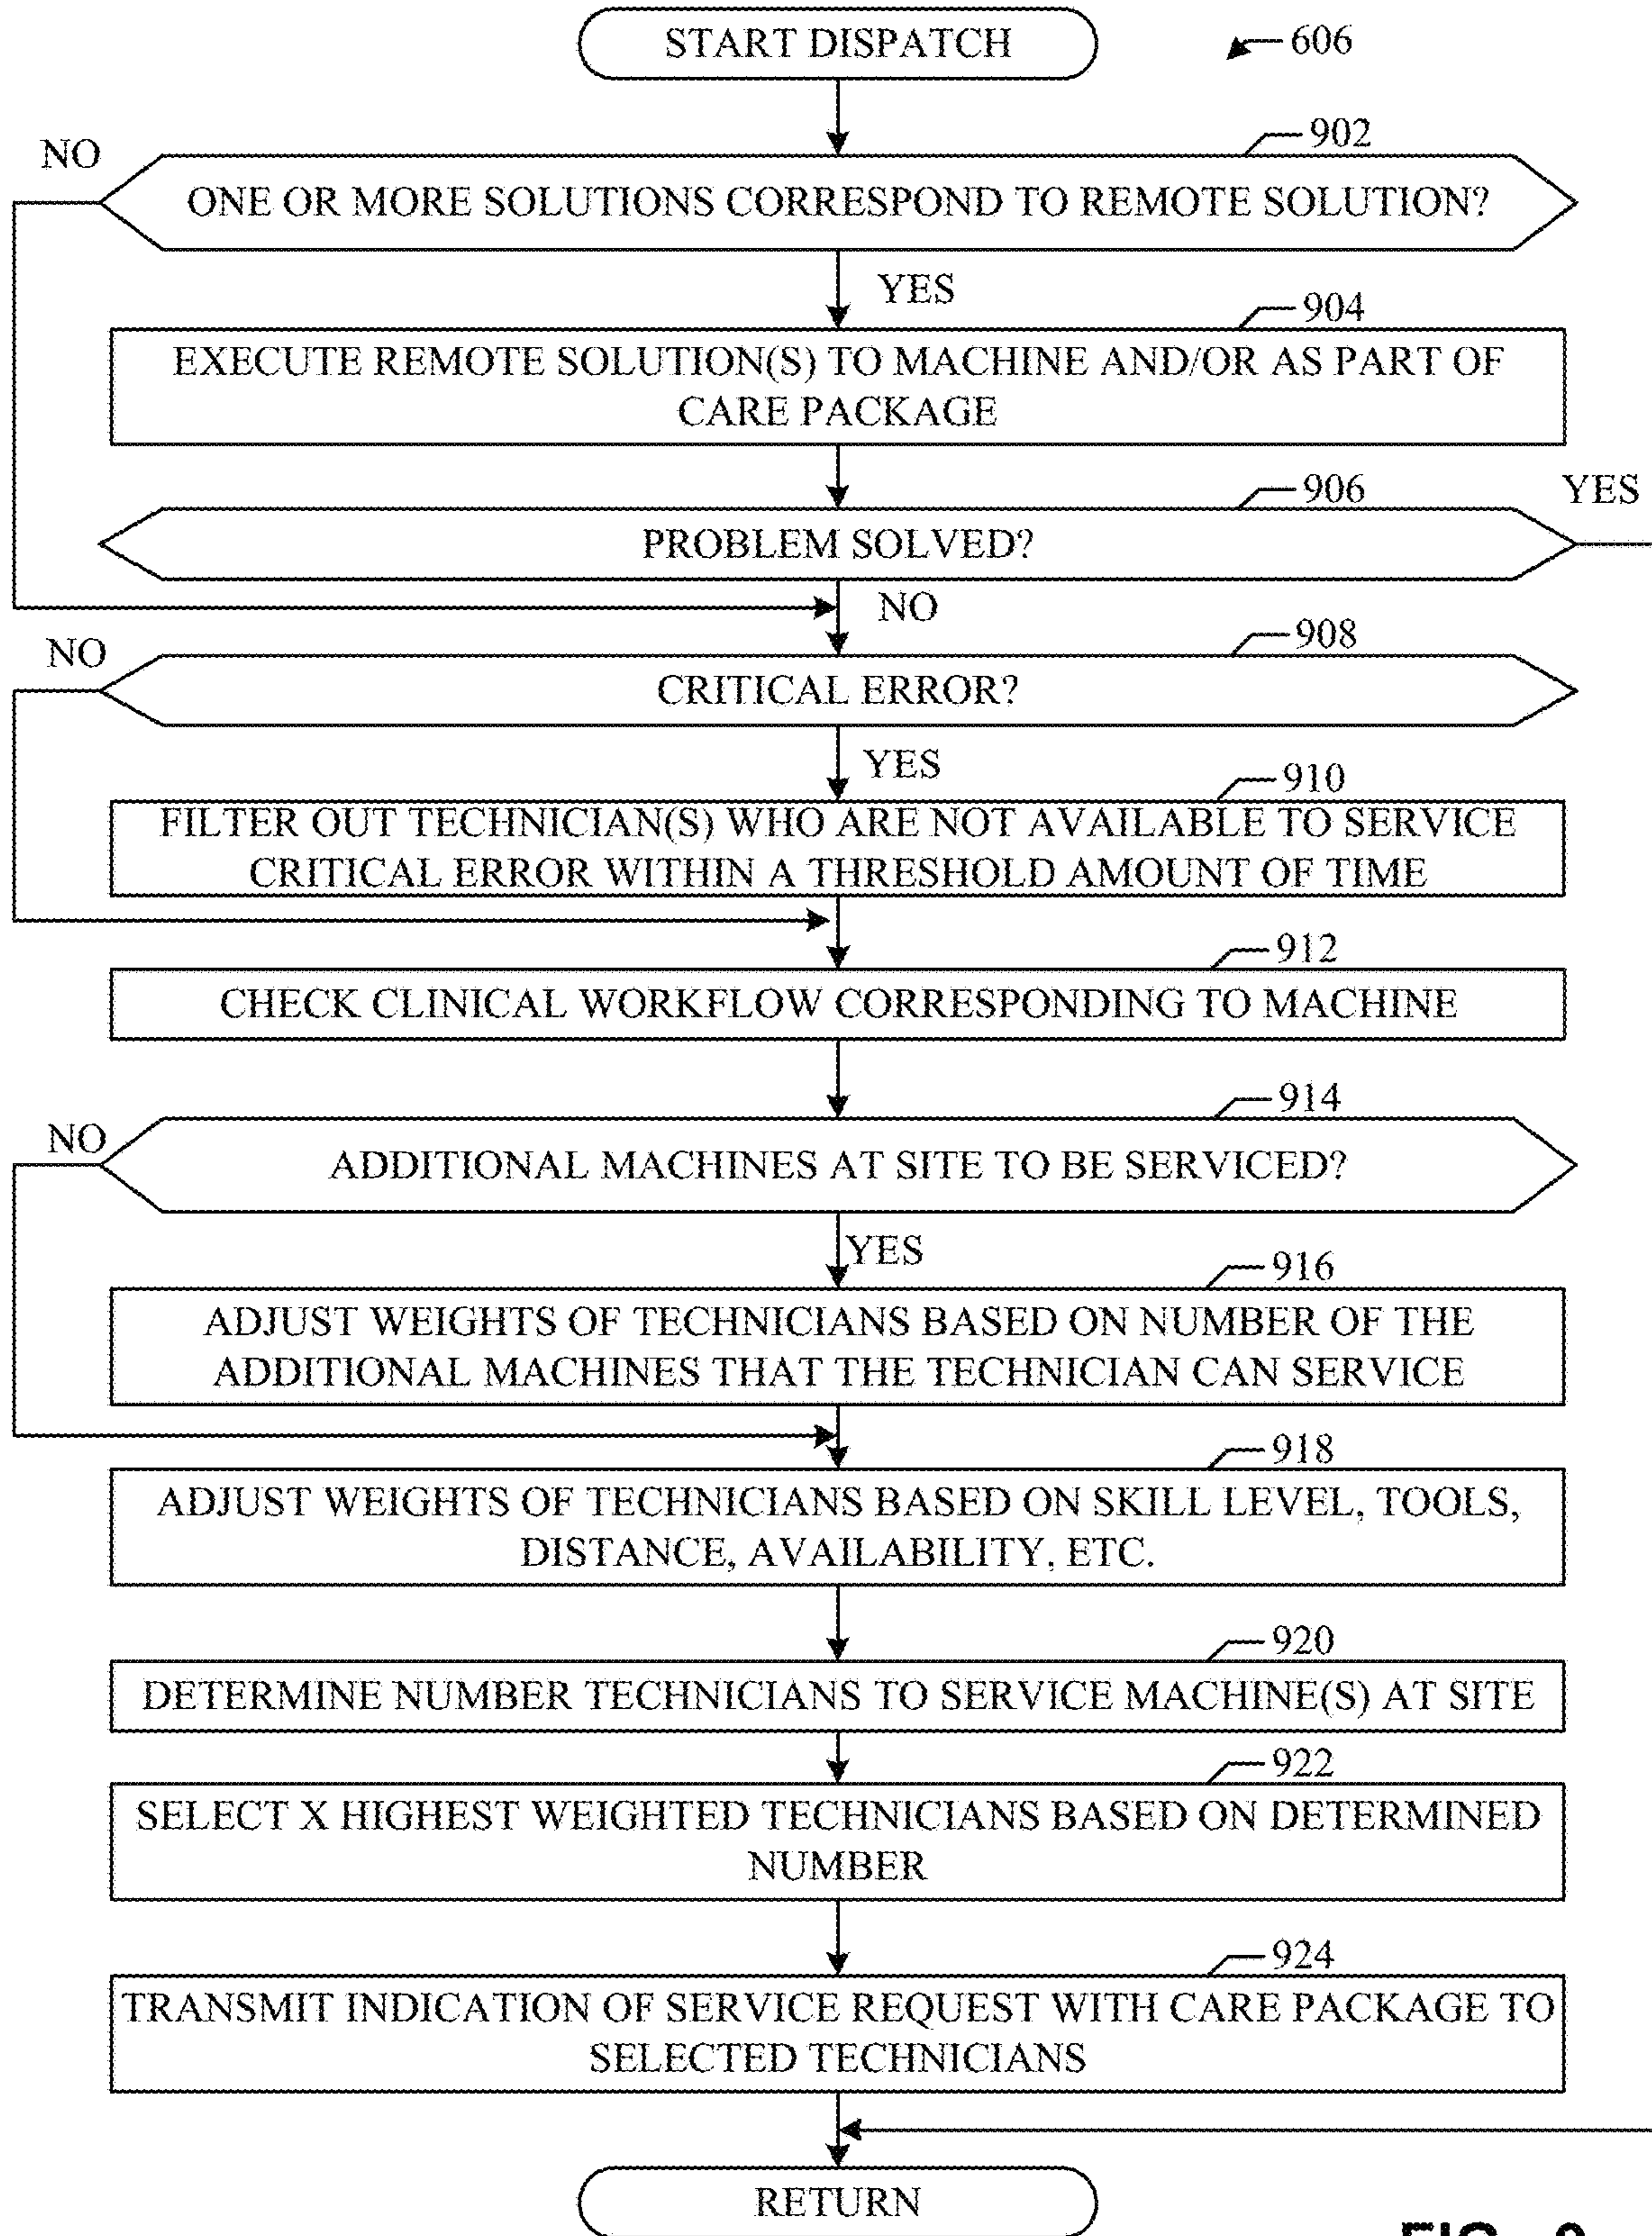 START DISPATCH
606
902
NO
ONE OR MORE SOLUTIONS CORRESPOND TO REMOTE SOLUTION?
YES
904
EXECUTE REMOTE SOLUTION(S) TO MACHINE AND/OR AS PART OF
CARE PACKAGE
906
YES
PROBLEM SOLVED?
NO
908
NO
CRITICAL ERROR?
YES
910
FILTER OUT TECHNICIAN(S) WHO ARE NOT AVAILABLE TO SERVICE
CRITICAL ERROR WITHIN A THRESHOLD AMOUNT OF TIME
912
CHECK CLINICAL WORKFLOW CORRESPONDING TO MACHINE
914
NO
ADDITIONAL MACHINES AT SITE TO BE SERVICED?
YES
916
ADJUST WEIGHTS OF TECHNICIANS BASED ON NUMBER OF THE
ADDITIONAL MACHINES THAT THE TECHNICIAN CAN SERVICE
918
ADJUST WEIGHTS OF TECHNICIANS BASED ON SKILL LEVEL, TOOLS,
DISTANCE, AVAILABILITY, ETC.
920
DETERMINE NUMBER TECHNICIANS TO SERVICE MACHINE(S) AT SITE
922
SELECT X HIGHEST WEIGHTED TECHNICIANS BASED ON DETERMINED
NUMBER
924
TRANSMIT INDICATION OF SERVICE REQUEST WITH CARE PACKAGE TO
SELECTED TECHNICIANS
RETURN